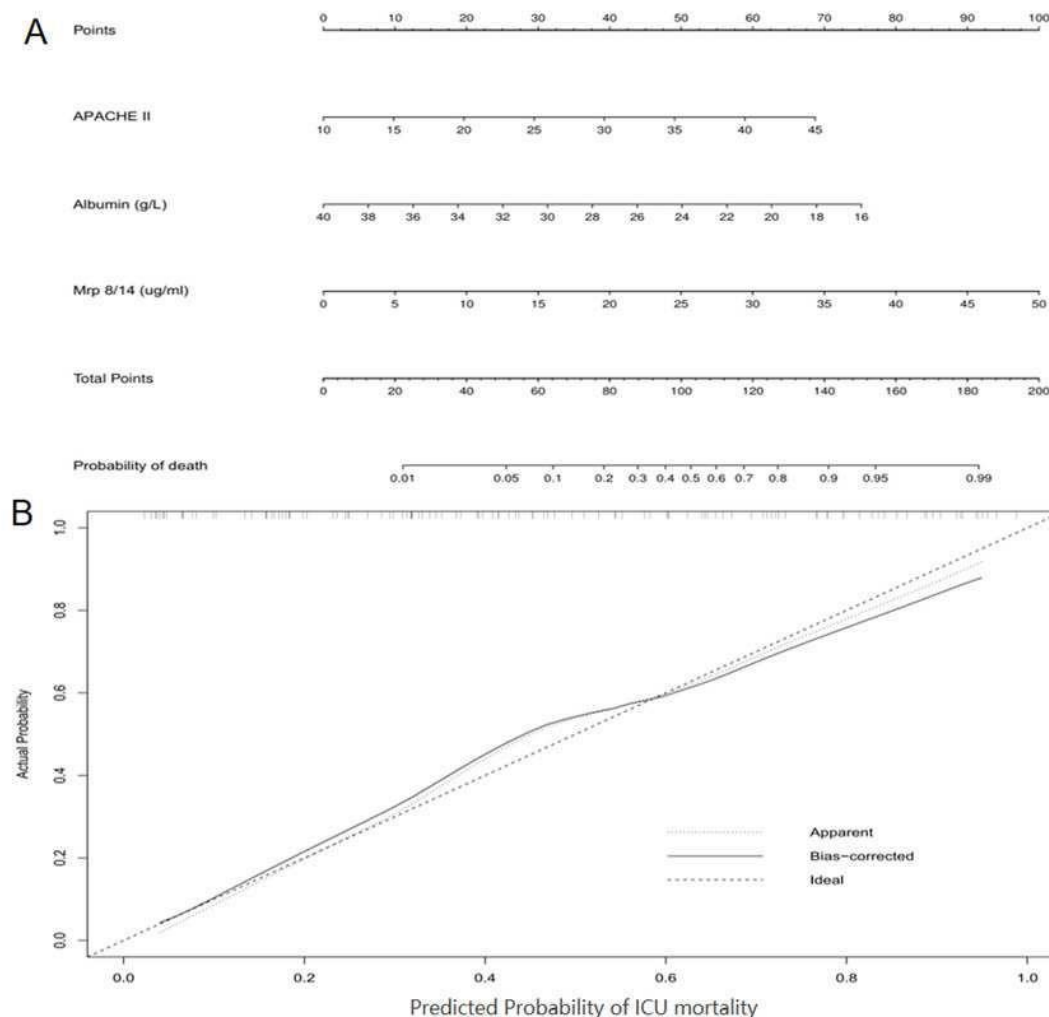 A
Points
0 10 20 30 40 50 60 70 80 90 100
APACHE II
10 15 20 25 30 35 40 45
Albumin (g/L)
40 38 36 34 32 30 28 26 24 22 20 18 16
Mrp 8/14 (ug/ml)
0 5 10 15 20 25 30 35 40 45 50
Total Points
0 20 40 60 80 100 120 140 160 180 200
Probability of death
0.01 0.05 0.1 0.2 0.3 0.4 0.5 0.6 0.7 0.8 0.9 0.95 0.99
B
Actual Probability
1.0
0.8
0.6
0.4
0.2
0.0
Apparent
Bias-corrected
Ideal
0.0 0.2 0.4 0.6 0.8 1.0
Predicted Probability of ICU mortality